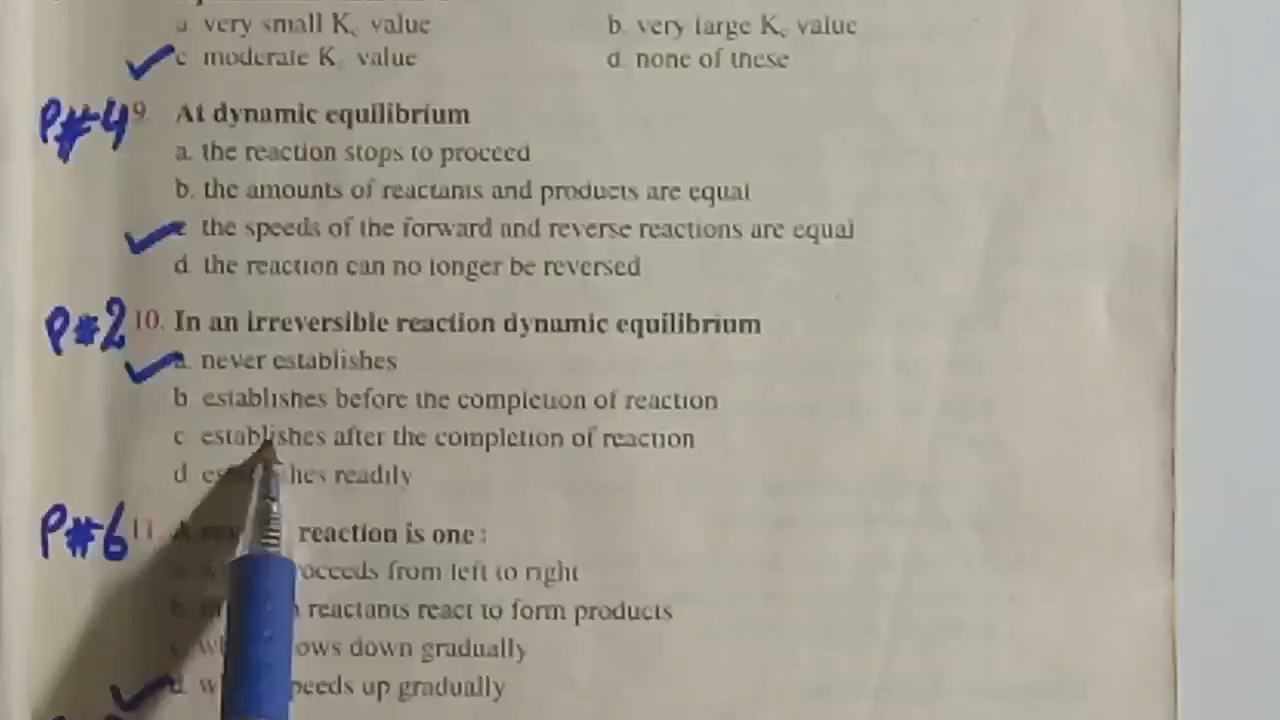 a. very small Kc value
b. very large Kc value
c moderate Kc value
d. none of these
P#4 9. At dynamic equilibrium
a. the reaction stops to proceed
b. the amounts of reactants and products are equal
c the speeds of the forward and reverse reactions are equal
d. the reaction can no longer be reversed
P#2 10. In an irreversible reaction dynamic equilibrium
a. never establishes
b establishes before the completion of reaction
c establishes after the completion of reaction
d readily
P#6 11. A reaction is one :
from left to right
reactants react to form products
down gradually
d. up gradually